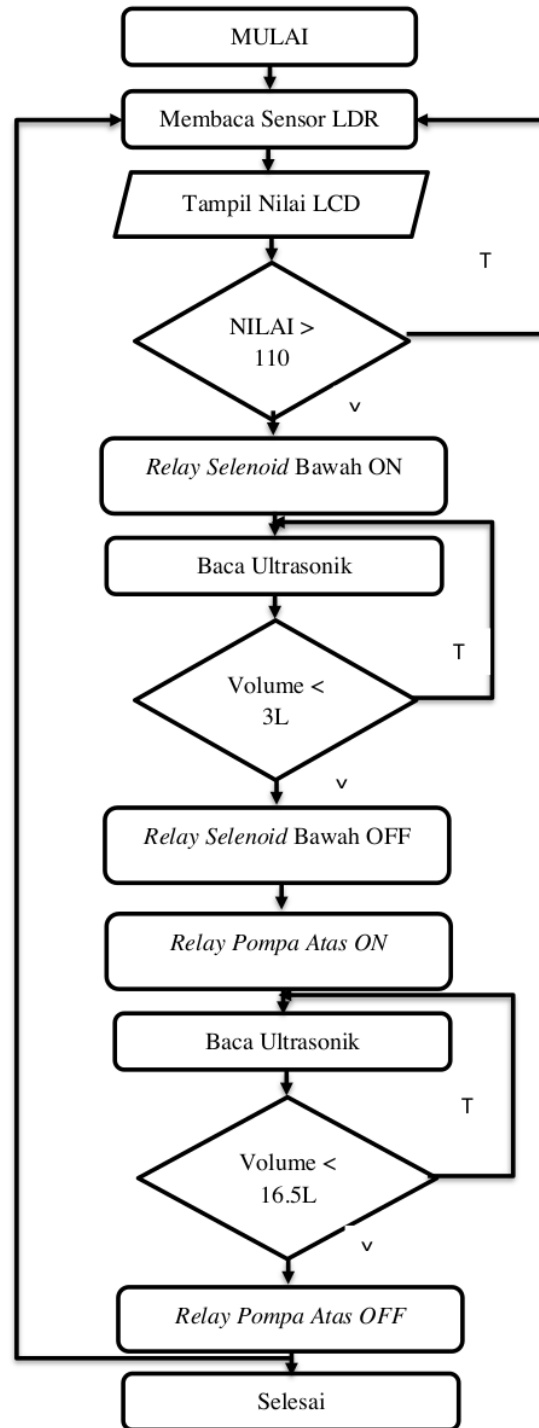 MULAI
Membaca Sensor LDR
Tampil Nilai LCD
T
NILAI >
110
v
Relay Selenoid Bawah ON
Baca Ultrasonik
T
Volume <
3L
v
Relay Selenoid Bawah OFF
Relay Pompa Atas ON
Baca Ultrasonik
T
Volume <
16.5L
v
Relay Pompa Atas OFF
Selesai